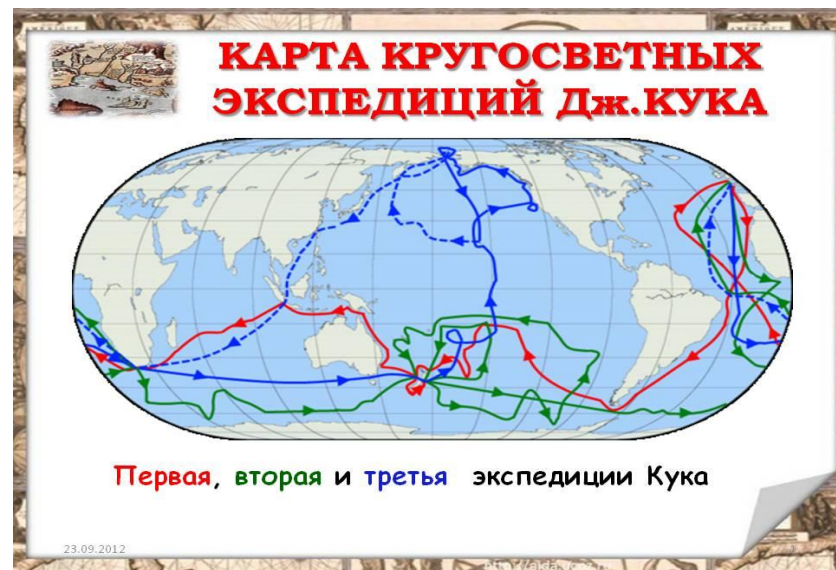 КАРТА КРУГОСВЕТНЫХ
ЭКСПЕДИЦИЙ Дж.КУКА
Первая, вторая и третья экспедиции Кука
23.09.2012